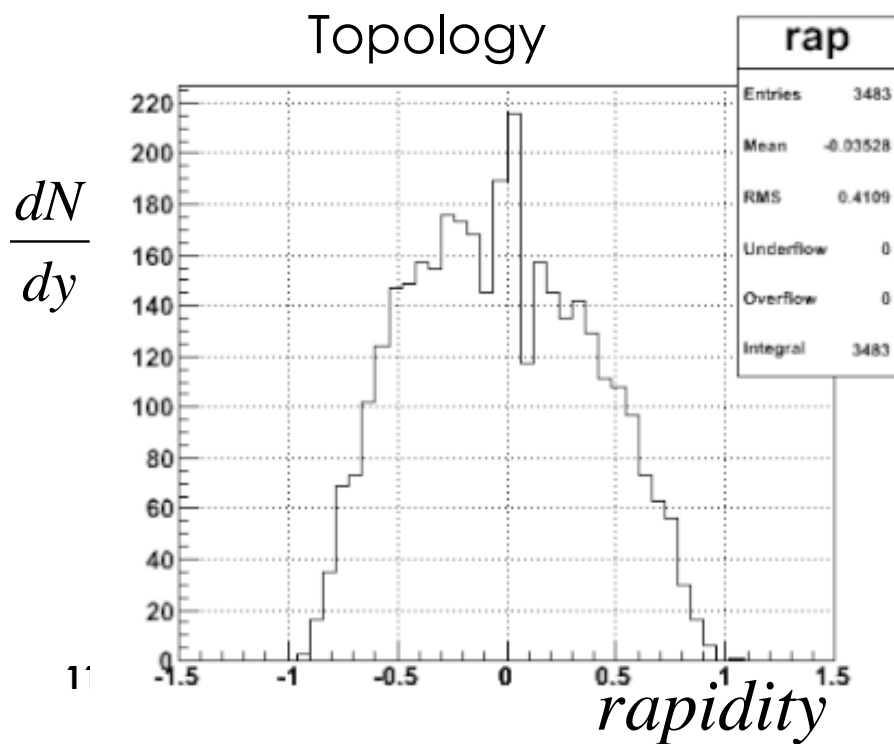 Topology
rap
Entries 3483
Mean -0.03528
RMS 0.4109
Underflow 0
Overflow 0
Integral 3483
dN
dy
220
200
180
160
140
120
100
80
60
40
20
0
-1.5 -1 -0.5 0 0.5 1 1.5
11
rapidity